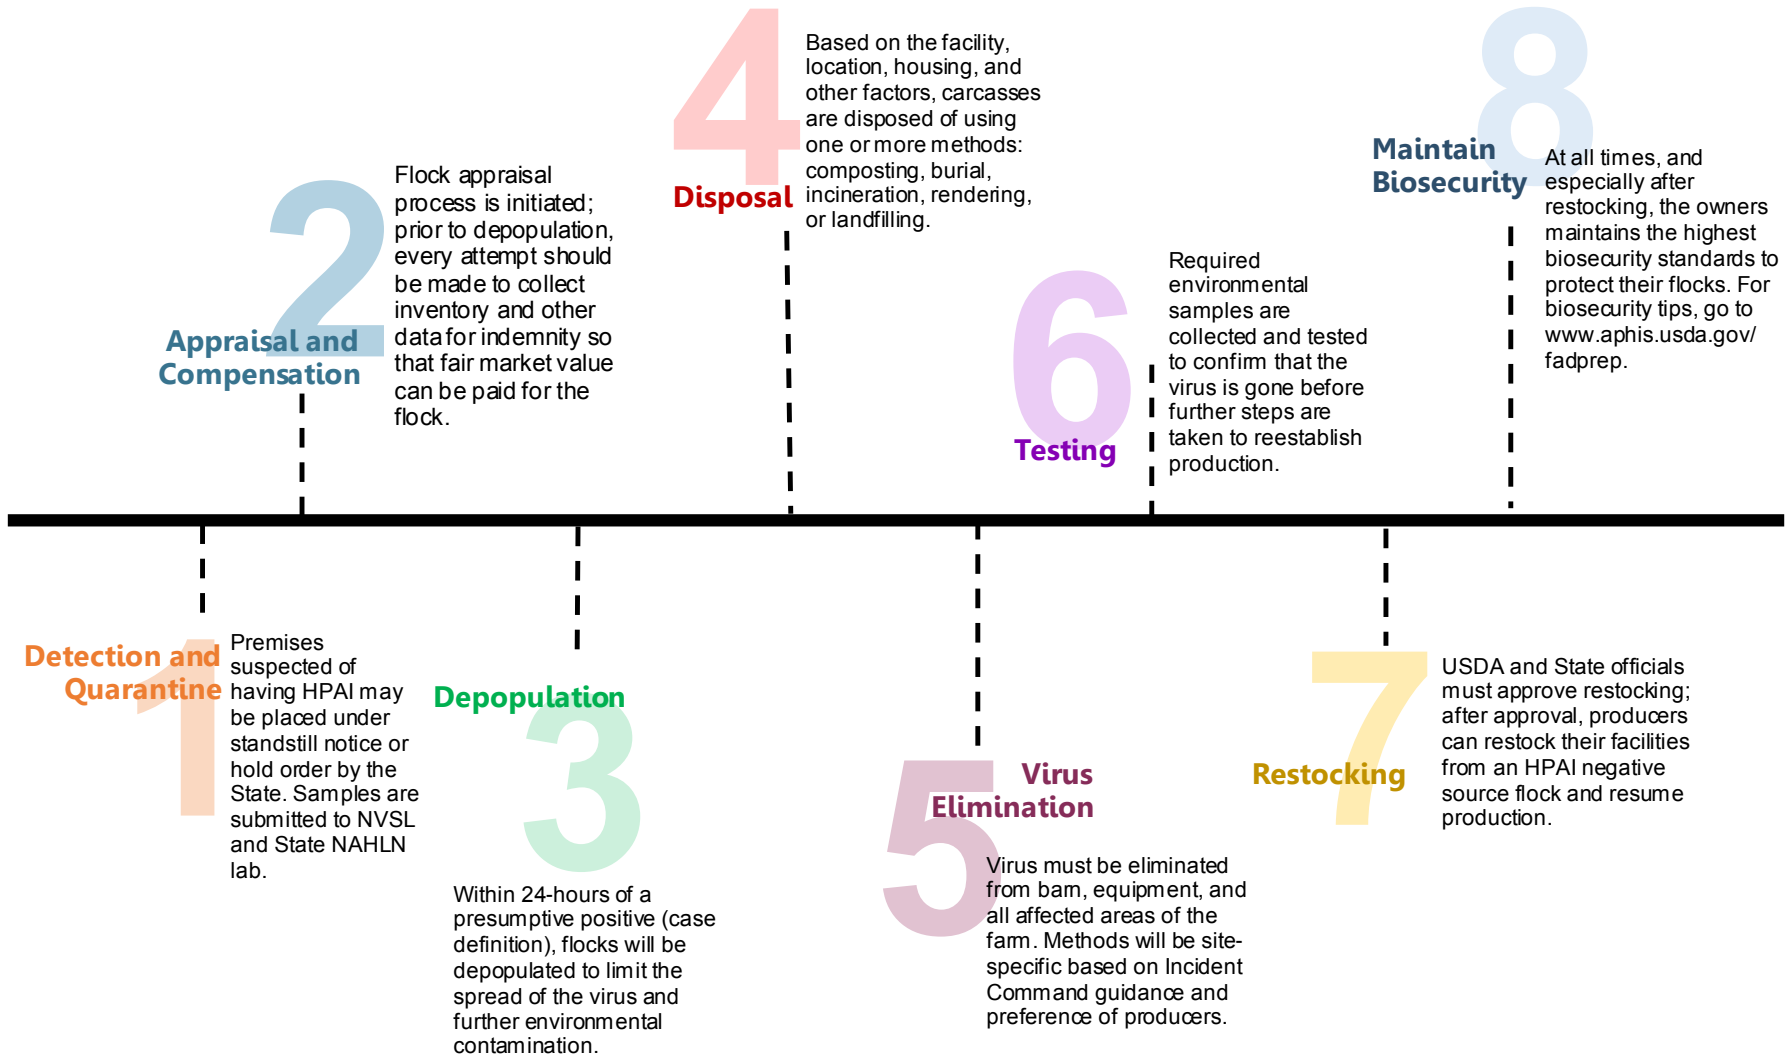 1
Detection and
Quarantine
Premises
suspected of
having HPAI may
be placed under
standstill notice or
hold order by the
State. Samples are
submitted to NVSL
and State NAHLN
lab.
2
Appraisal and
Compensation
Flock appraisal
process is initiated;
prior to depopulation,
every attempt should
be made to collect
inventory and other
data for indemnity so
that fair market value
can be paid for the
flock.
3
Depopulation
Within 24-hours of a
presumptive positive (case
definition), flocks will be
depopulated to limit the
spread of the virus and
further environmental
contamination.
4
Disposal
Based on the facility,
location, housing, and
other factors, carcasses
are disposed of using
one or more methods:
composting, burial,
incineration, rendering,
or landfilling.
5
Virus
Elimination
Virus must be eliminated
from barn, equipment, and
all affected areas of the
farm. Methods will be site-
specific based on Incident
Command guidance and
preference of producers.
6
Testing
Required
environmental
samples are
collected and tested
to confirm that the
virus is gone before
further steps are
taken to reestablish
production.
7
Restocking
USDA and State officials
must approve restocking;
after approval, producers
can restock their facilities
from an HPAI negative
source flock and resume
production.
8
Maintain
Biosecurity
At all times, and
especially after
restocking, the owners
maintains the highest
biosecurity standards to
protect their flocks. For
biosecurity tips, go to
www.aphis.usda.gov/
fadprep.